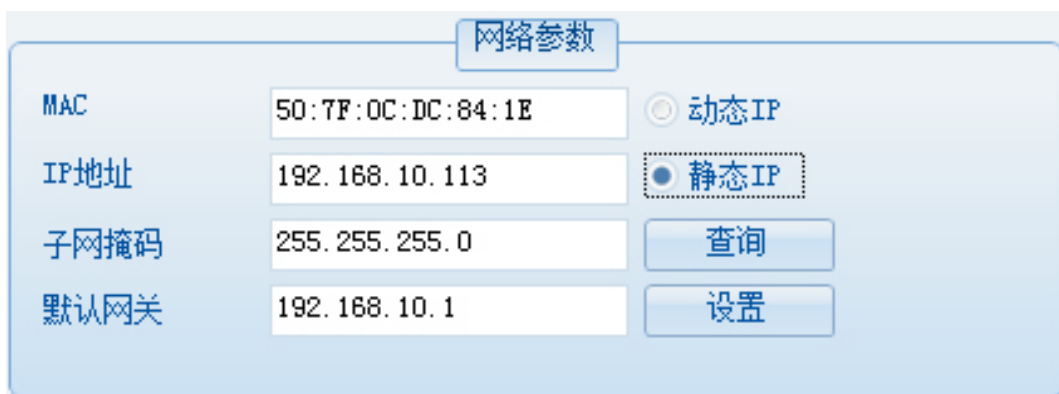 网络参数
MAC 50:7F:0C:DC:84:1E 动态IP
IP地址 192.168.10.113 静态IP
子网掩码 255.255.255.0 查询
默认网关 192.168.10.1 设置